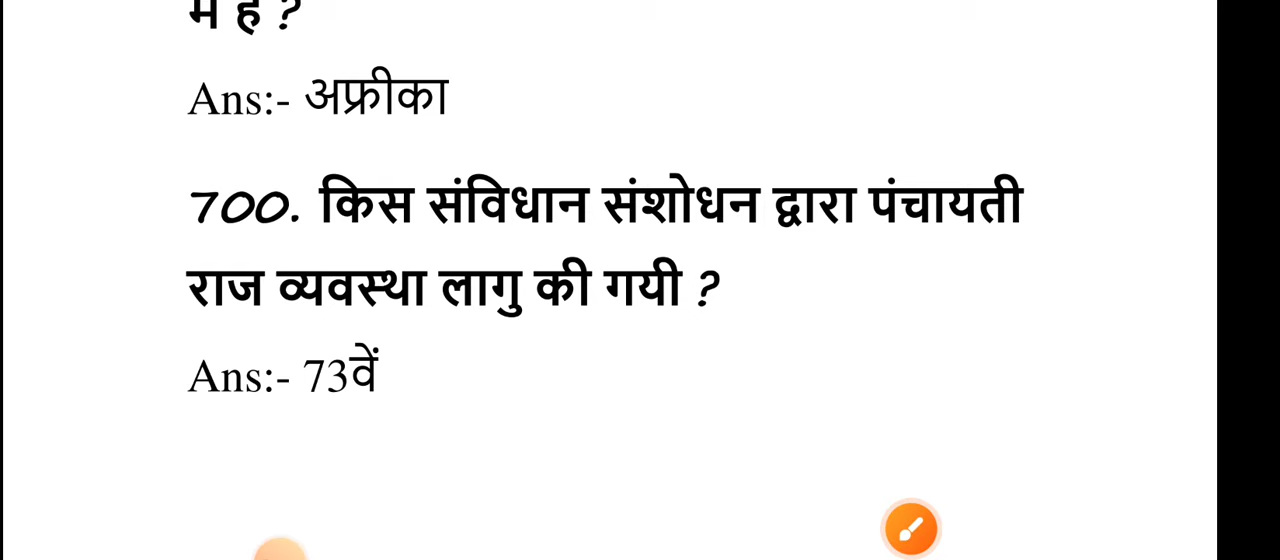 में है ?
Ans:- अफ्रीका
700. किस संविधान संशोधन द्वारा पंचायती
राज व्यवस्था लागु की गयी ?
Ans:- 73वें